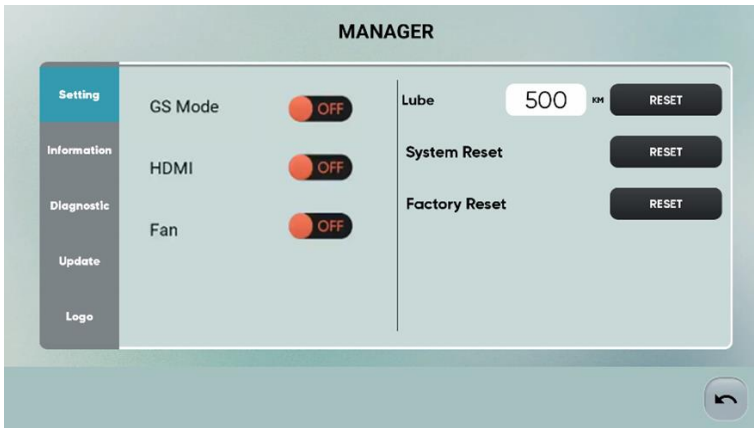 MANAGER
Setting
Information
Diagnostic
Update
Logo
GS Mode OFF
HDMI OFF
Fan OFF
Lube 500 KM RESET
System Reset RESET
Factory Reset RESET